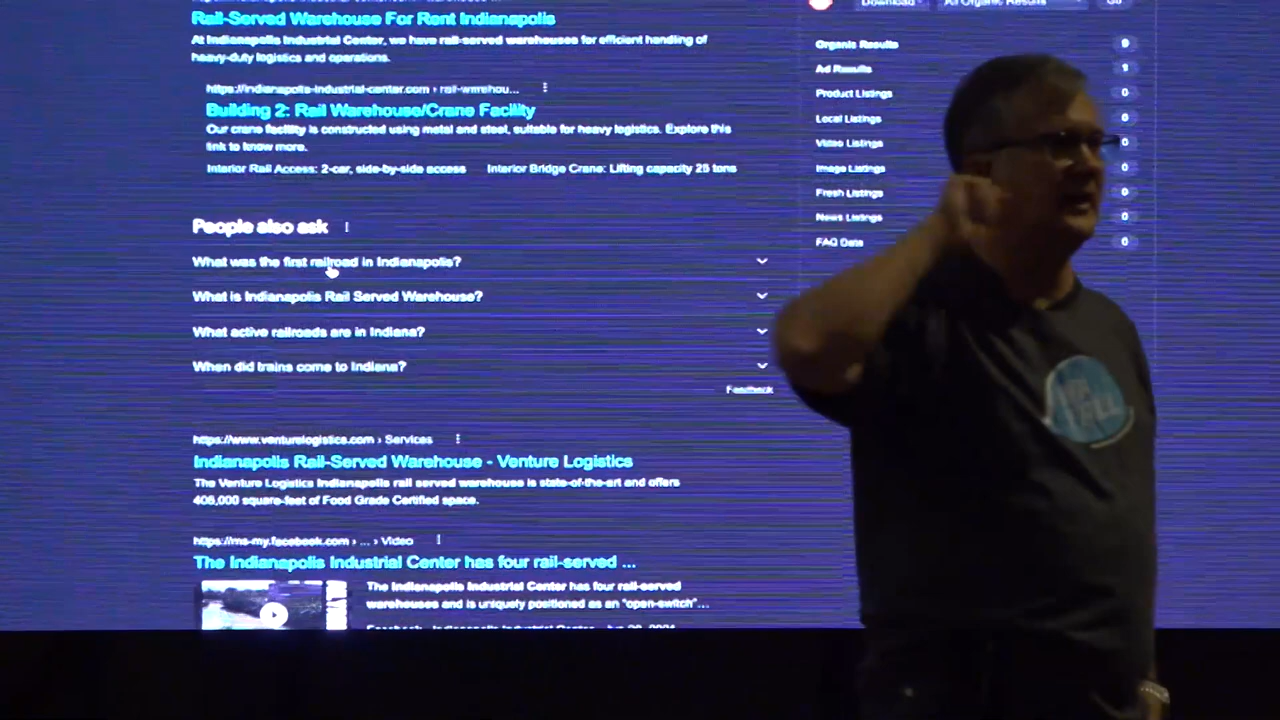 Rail-Served Warehouse For Rent Indianapolis
At Indianapolis Industrial Center, we have rail-served warehouses for efficient handling of
heavy-duty logistics and operations.
https://indianapolis-industrial-center.com › rail-warehou...
Building 2: Rail Warehouse/Crane Facility
Our crane facility is constructed using metal and steel, suitable for heavy logistics. Explore this
link to know more.
Interior Rail Access: 2-car, side-by-side access Interior Bridge Crane: Lifting capacity 25 tons
People also ask
What was the first railroad in Indianapolis?
What is Indianapolis Rail Served Warehouse?
What active railroads are in Indiana?
When did trains come to Indiana?
Feedback
https://www.venturelogistics.com › Services
Indianapolis Rail-Served Warehouse - Venture Logistics
The Venture Logistics Indianapolis rail served warehouse is state-of-the-art and offers
406,000 square-feet of Food Grade Certified space.
https://ms-my.facebook.com › ... › Video
The Indianapolis Industrial Center has four rail-served ...
The Indianapolis Industrial Center has four rail-served
warehouses and is uniquely positioned as an "open-switch"...
Download All Organic Results Go
Organic Results 9
Ad Results 1
Product Listings 0
Local Listings 0
Video Listings 0
Image Listings 0
Fresh Listings 0
News Listings 0
FAQ Data 0